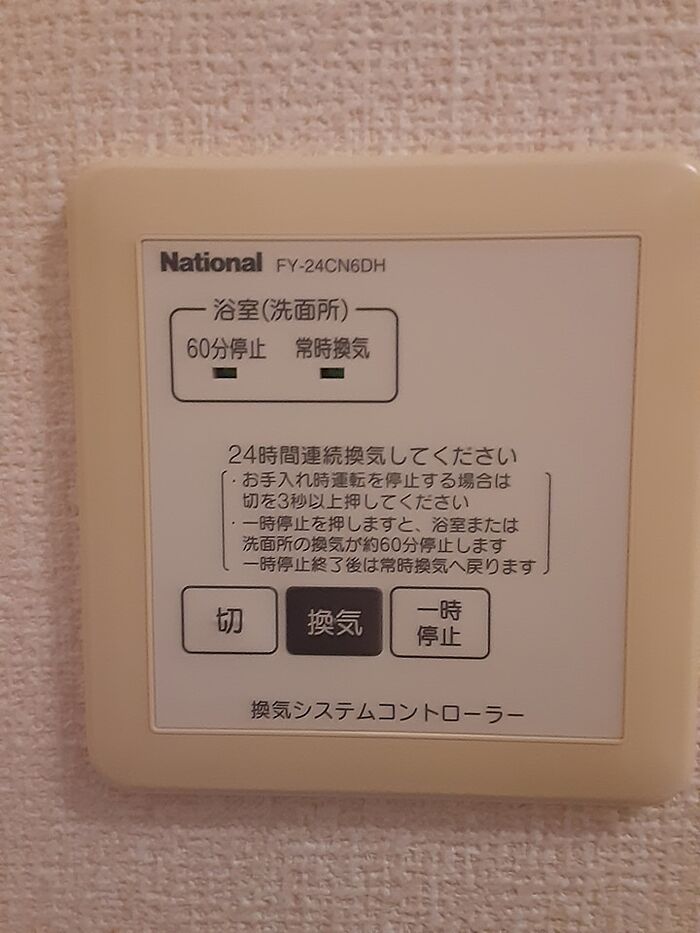 National FY-24CN6DH
浴室(洗面所)
60分停止 常時換気
24時間連続換気してください
・お手入れ時運転を停止する場合は
切を3秒以上押してください
・一時停止を押しますと、浴室または
洗面所の換気が約60分停止します
一時停止終了後は常時換気へ戻ります
切 換気 一時
停止
換気システムコントローラー